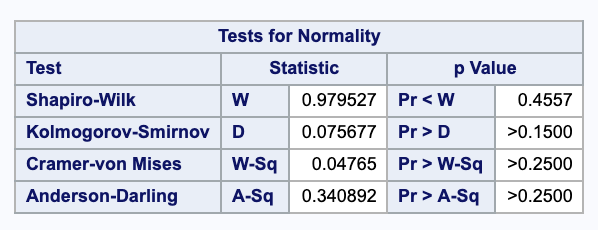 Tests for Normality
Test Statistic p Value
Shapiro-Wilk W 0.979527 Pr < W 0.4557
Kolmogorov-Smirnov D 0.075677 Pr > D >0.1500
Cramer-von Mises W-Sq 0.04765 Pr > W-Sq >0.2500
Anderson-Darling A-Sq 0.340892 Pr > A-Sq >0.2500